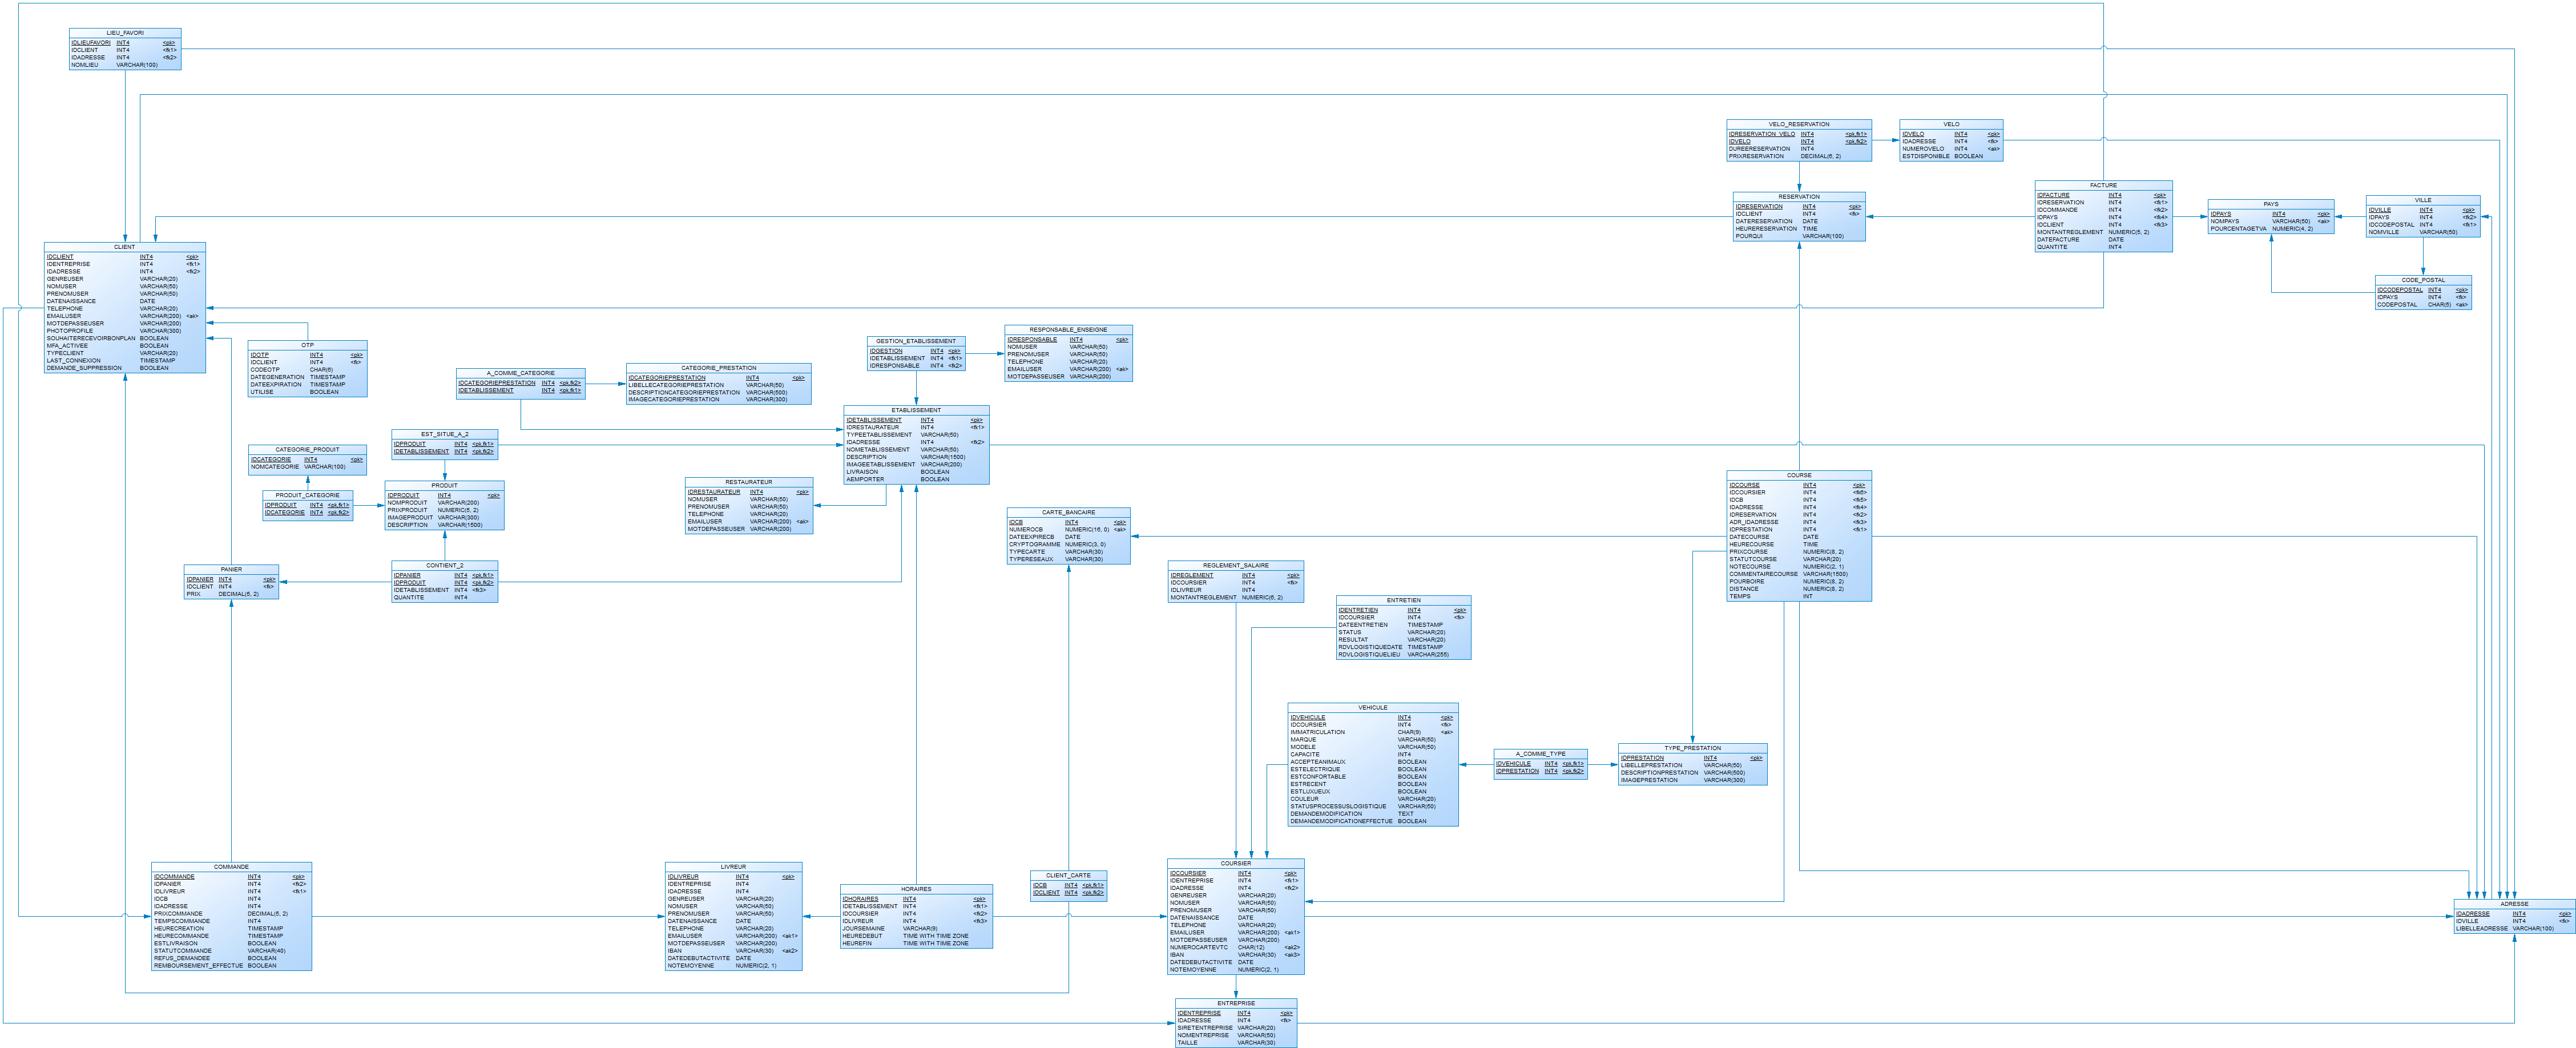 LIEU_FAVORI
IDLIEUFAVORI INT4 <pk>
IDCLIENT INT4 <fk1>
IDADRESSE INT4 <fk2>
NOMLIEU VARCHAR(100)
VELO_RESERVATION
IDRESERVATION_VELO INT4 <pk,fk1>
IDVELO INT4 <pk,fk2>
DUREERESERVATION INT4
PRIXRESERVATION DECIMAL(6, 2)
VELO
IDVELO INT4 <pk>
IDADRESSE INT4 <fk>
NUMEROVELO INT4 <ak>
ESTDISPONIBLE BOOLEAN
RESERVATION
IDRESERVATION INT4 <pk>
IDCLIENT INT4 <fk>
DATERESERVATION DATE
HEURERESERVATION TIME
POURQUI VARCHAR(100)
FACTURE
IDFACTURE INT4 <pk>
IDRESERVATION INT4 <fk1>
IDCOMMANDE INT4 <fk2>
IDPAYS INT4 <fk4>
IDCLIENT INT4 <fk3>
MONTANTREGLEMENT NUMERIC(5, 2)
DATEFACTURE DATE
QUANTITE INT4
PAYS
IDPAYS INT4 <pk>
NOMPAYS VARCHAR(50) <ak>
POURCENTAGETVA NUMERIC(4, 2)
VILLE
IDVILLE INT4 <pk>
IDPAYS INT4 <fk2>
IDCODEPOSTAL INT4 <fk1>
NOMVILLE VARCHAR(50)
CODE_POSTAL
IDCODEPOSTAL INT4 <pk>
IDPAYS INT4 <fk>
CODEPOSTAL CHAR(5) <ak>
CLIENT
IDCLIENT INT4 <pk>
IDENTREPRISE INT4 <fk1>
IDADRESSE INT4 <fk2>
GENREUSER VARCHAR(20)
NOMUSER VARCHAR(50)
PRENOMUSER VARCHAR(50)
DATENAISSANCE DATE
TELEPHONE VARCHAR(20)
EMAILUSER VARCHAR(200) <ak>
MOTDEPASSEUSER VARCHAR(200)
PHOTOPROFILE VARCHAR(300)
SOUHAITERECEVOIRBONPLAN BOOLEAN
MFA_ACTIVEE BOOLEAN
TYPECLIENT VARCHAR(20)
LAST_CONNEXION TIMESTAMP
DEMANDE_SUPPRESSION BOOLEAN
OTP
IDOTP INT4 <pk>
IDCLIENT INT4 <fk>
CODEOTP CHAR(6)
DATEGENERATION TIMESTAMP
DATEEXPIRATION TIMESTAMP
UTILISE BOOLEAN
A_COMME_CATEGORIE
IDCATEGORIEPRESTATION INT4 <pk,fk2>
IDETABLISSEMENT INT4 <pk,fk1>
CATEGORIE_PRESTATION
IDCATEGORIEPRESTATION INT4 <pk>
LIBELLECATEGORIEPRESTATION VARCHAR(50)
DESCRIPTIONCATEGORIEPRESTATION VARCHAR(500)
IMAGECATEGORIEPRESTATION VARCHAR(300)
GESTION_ETABLISSEMENT
IDGESTION INT4 <pk>
IDETABLISSEMENT INT4 <fk1>
IDRESPONSABLE INT4 <fk2>
RESPONSABLE_ENSEIGNE
IDRESPONSABLE INT4 <pk>
NOMUSER VARCHAR(50)
PRENOMUSER VARCHAR(50)
TELEPHONE VARCHAR(20)
EMAILUSER VARCHAR(200) <ak>
MOTDEPASSEUSER VARCHAR(200)
ETABLISSEMENT
IDETABLISSEMENT INT4 <pk>
IDRESTAURATEUR INT4 <fk1>
TYPEETABLISSEMENT VARCHAR(50)
IDADRESSE INT4 <fk2>
NOMETABLISSEMENT VARCHAR(50)
DESCRIPTION VARCHAR(1500)
IMAGEETABLISSEMENT VARCHAR(200)
LIVRAISON BOOLEAN
AEMPORTER BOOLEAN
CATEGORIE_PRODUIT
IDCATEGORIE INT4 <pk>
NOMCATEGORIE VARCHAR(100)
EST_SITUE_A_2
IDPRODUIT INT4 <pk,fk1>
IDETABLISSEMENT INT4 <pk,fk2>
PRODUIT_CATEGORIE
IDPRODUIT INT4 <pk,fk1>
IDCATEGORIE INT4 <pk,fk2>
PRODUIT
IDPRODUIT INT4 <pk>
NOMPRODUIT VARCHAR(200)
PRIXPRODUIT NUMERIC(5, 2)
IMAGEPRODUIT VARCHAR(300)
DESCRIPTION VARCHAR(1500)
RESTAURATEUR
IDRESTAURATEUR INT4 <pk>
NOMUSER VARCHAR(50)
PRENOMUSER VARCHAR(50)
TELEPHONE VARCHAR(20)
EMAILUSER VARCHAR(200) <ak>
MOTDEPASSEUSER VARCHAR(200)
CARTE_BANCAIRE
IDCB INT4 <pk>
NUMEROCB NUMERIC(16, 0) <ak>
DATEEXPIRECB DATE
CRYPTOGRAMME NUMERIC(3, 0)
TYPECARTE VARCHAR(30)
TYPERESEAUX VARCHAR(30)
COURSE
IDCOURSE INT4 <pk>
IDCOURSIER INT4 <fk6>
IDCB INT4 <fk5>
IDADRESSE INT4 <fk4>
IDRESERVATION INT4 <fk2>
ADR_IDADRESSE INT4 <fk3>
IDPRESTATION INT4 <fk1>
DATECOURSE DATE
HEURECOURSE TIME
PRIXCOURSE NUMERIC(8, 2)
STATUTCOURSE VARCHAR(20)
NOTECOURSE NUMERIC(2, 1)
COMMENTAIRECOURSE VARCHAR(1500)
POURBOIRE NUMERIC(8, 2)
DISTANCE NUMERIC(8, 2)
TEMPS INT
PANIER
IDPANIER INT4 <pk>
IDCLIENT INT4 <fk>
PRIX DECIMAL(5, 2)
CONTIENT_2
IDPANIER INT4 <pk,fk1>
IDPRODUIT INT4 <pk,fk2>
IDETABLISSEMENT INT4 <fk3>
QUANTITE INT4
REGLEMENT_SALAIRE
IDREGLEMENT INT4 <pk>
IDCOURSIER INT4 <fk>
IDLIVREUR INT4
MONTANTREGLEMENT NUMERIC(6, 2)
ENTRETIEN
IDENTRETIEN INT4 <pk>
IDCOURSIER INT4 <fk>
DATEENTRETIEN TIMESTAMP
STATUS VARCHAR(20)
RESULTAT VARCHAR(20)
RDVLOGISTIQUEDATE TIMESTAMP
RDVLOGISTIQUELIEU VARCHAR(255)
VEHICULE
IDVEHICULE INT4 <pk>
IDCOURSIER INT4 <fk>
IMMATRICULATION CHAR(9) <ak>
MARQUE VARCHAR(50)
MODELE VARCHAR(50)
CAPACITE INT4
ACCEPTEANIMAUX BOOLEAN
ESTELECTRIQUE BOOLEAN
ESTCONFORTABLE BOOLEAN
ESTRECENT BOOLEAN
ESTLUXUEUX BOOLEAN
COULEUR VARCHAR(20)
STATUSPROCESSUSLOGISTIQUE VARCHAR(50)
DEMANDEMODIFICATION TEXT
DEMANDEMODIFICATIONEFFECTUE BOOLEAN
A_COMME_TYPE
IDVEHICULE INT4 <pk,fk1>
IDPRESTATION INT4 <pk,fk2>
TYPE_PRESTATION
IDPRESTATION INT4 <pk>
LIBELLEPRESTATION VARCHAR(50)
DESCRIPTIONPRESTATION VARCHAR(500)
IMAGEPRESTATION VARCHAR(300)
COMMANDE
IDCOMMANDE INT4 <pk>
IDPANIER INT4 <fk2>
IDLIVREUR INT4 <fk1>
IDCB INT4
IDADRESSE INT4
PRIXCOMMANDE DECIMAL(5, 2)
TEMPSCOMMANDE INT4
HEURECREATION TIMESTAMP
HEURECOMMANDE TIMESTAMP
ESTLIVRAISON BOOLEAN
STATUTCOMMANDE VARCHAR(40)
REFUS_DEMANDEE BOOLEAN
REMBOURSEMENT_EFFECTUE BOOLEAN
LIVREUR
IDLIVREUR INT4 <pk>
IDENTREPRISE INT4
IDADRESSE INT4
GENREUSER VARCHAR(20)
NOMUSER VARCHAR(50)
PRENOMUSER VARCHAR(50)
DATENAISSANCE DATE
TELEPHONE VARCHAR(20)
EMAILUSER VARCHAR(200) <ak1>
MOTDEPASSEUSER VARCHAR(200)
IBAN VARCHAR(30) <ak2>
DATEDEBUTACTIVITE DATE
NOTEMOYENNE NUMERIC(2, 1)
HORAIRES
IDHORAIRES INT4 <pk>
IDETABLISSEMENT INT4 <fk1>
IDCOURSIER INT4 <fk2>
IDLIVREUR INT4 <fk3>
JOURSEMAINE VARCHAR(9)
HEUREDEBUT TIME WITH TIME ZONE
HEUREFIN TIME WITH TIME ZONE
CLIENT_CARTE
IDCB INT4 <pk,fk1>
IDCLIENT INT4 <pk,fk2>
COURSIER
IDCOURSIER INT4 <pk>
IDENTREPRISE INT4 <fk1>
IDADRESSE INT4 <fk2>
GENREUSER VARCHAR(20)
NOMUSER VARCHAR(50)
PRENOMUSER VARCHAR(50)
DATENAISSANCE DATE
TELEPHONE VARCHAR(20)
EMAILUSER VARCHAR(200) <ak1>
MOTDEPASSEUSER VARCHAR(200)
NUMEROCARTEVTC CHAR(12) <ak2>
IBAN VARCHAR(30) <ak3>
DATEDEBUTACTIVITE DATE
NOTEMOYENNE NUMERIC(2, 1)
ADRESSE
IDADRESSE INT4 <pk>
IDVILLE INT4 <fk>
LIBELLEADRESSE VARCHAR(100)
ENTREPRISE
IDENTREPRISE INT4 <pk>
IDADRESSE INT4 <fk>
SIRETENTREPRISE VARCHAR(20)
NOMENTREPRISE VARCHAR(50)
TAILLE VARCHAR(30)